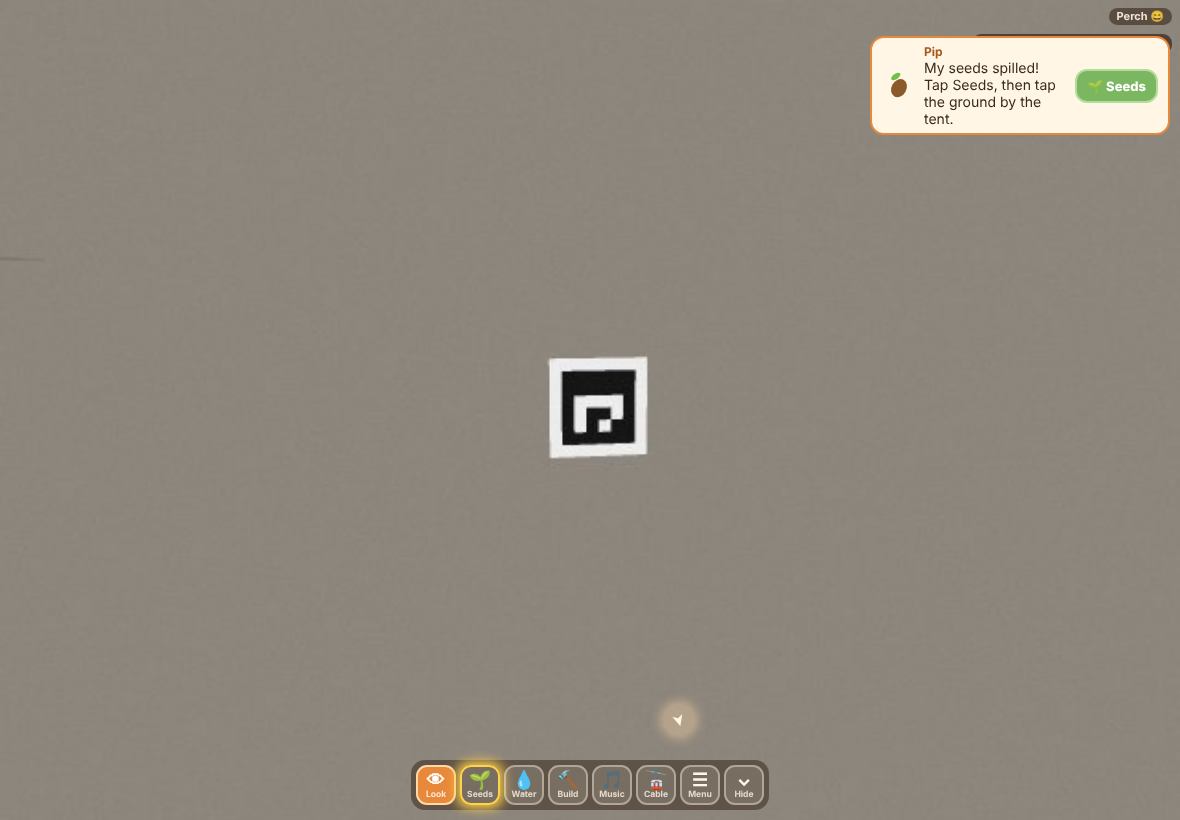 Perch 😄
Pip
My seeds spilled!
Tap Seeds, then tap
the ground by the
tent.
🌱 Seeds
Look
Seeds
Water
Build
Music
Cable
Menu
Hide